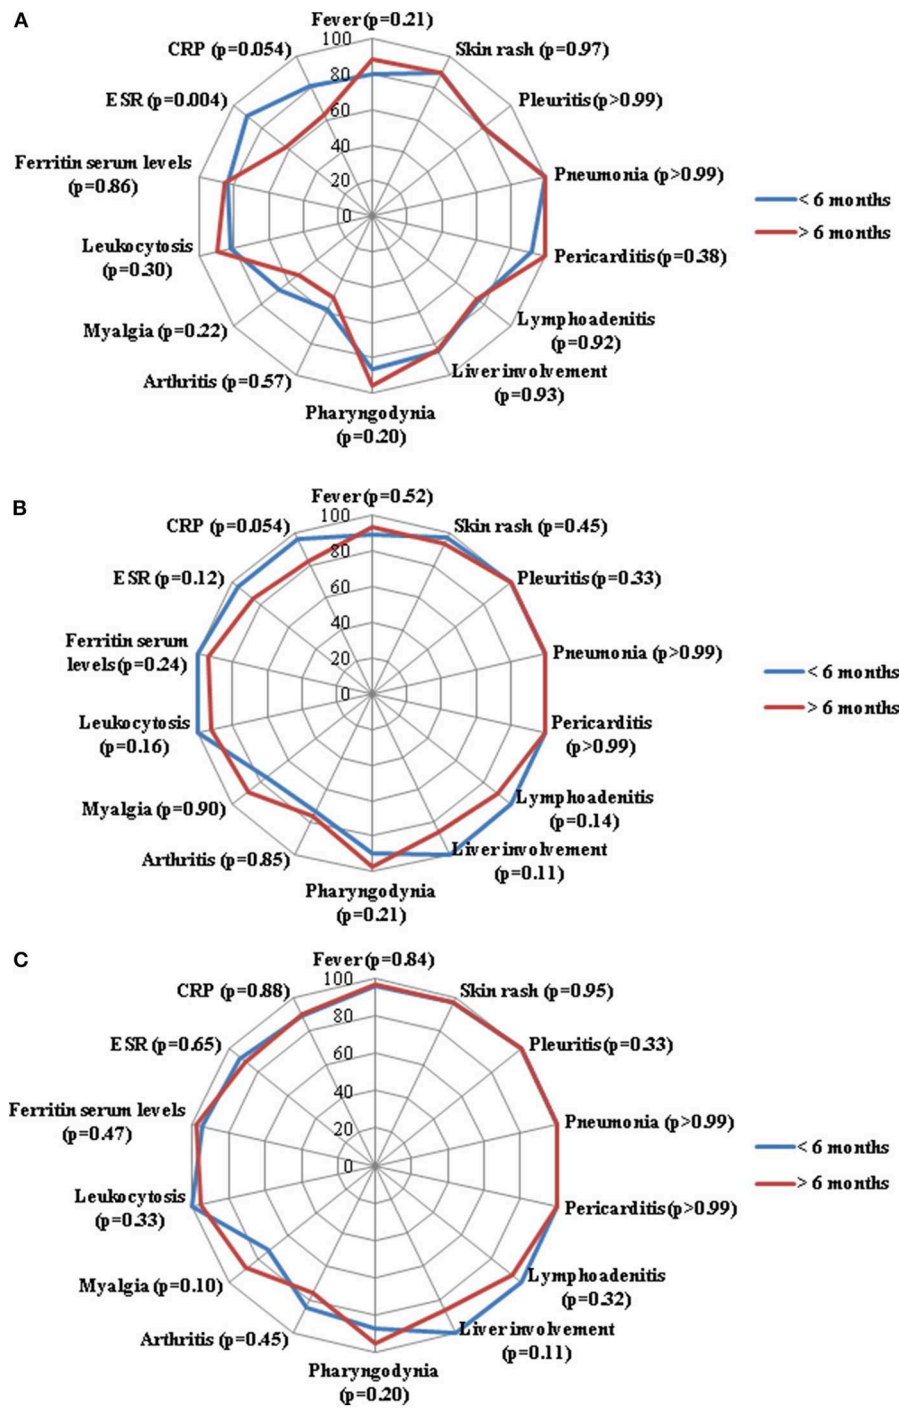 A
Fever (p=0.21)
CRP (p=0.054)
100
Skin rash (p=0.97)
ESR (p=0.004)
80
Pleuritis (p>0.99)
60
40
Ferritin serum levels
(p=0.86)
20
Pneumonia (p>0.99)
< 6 months
0
> 6 months
Leukocytosis
(p=0.30)
Pericarditis (p=0.38)
Myalgia (p=0.22)
Lymphoadenitis
(p=0.92)
Arthritis (p=0.57)
Liver involvement
(p=0.93)
Pharyngodynia
(p=0.20)
B
Fever (p=0.52)
CRP (p=0.054)
100
Skin rash (p=0.45)
ESR (p=0.12)
80
Pleuritis (p=0.33)
60
40
Ferritin serum
levels (p=0.24)
20
Pneumonia (p>0.99)
< 6 months
0
> 6 months
Leukocytosis
(p=0.16)
Pericarditis
(p>0.99)
Myalgia (p=0.90)
Lymphoadenitis
(p=0.14)
Arthritis (p=0.85)
Liver involvement
(p=0.11)
Pharyngodynia
(p=0.21)
C
Fever (p=0.84)
CRP (p=0.88)
100
Skin rash (p=0.95)
ESR (p=0.65)
80
Pleuritis (p=0.33)
60
40
Ferritin serum levels
(p=0.47)
20
Pneumonia (p>0.99)
< 6 months
0
> 6 months
Leukocytosis
(p=0.33)
Pericarditis (p>0.99)
Myalgia (p=0.10)
Lymphoadenitis
(p=0.32)
Arthritis (p=0.45)
Liver involvement
(p=0.11)
Pharyngodynia
(p=0.20)